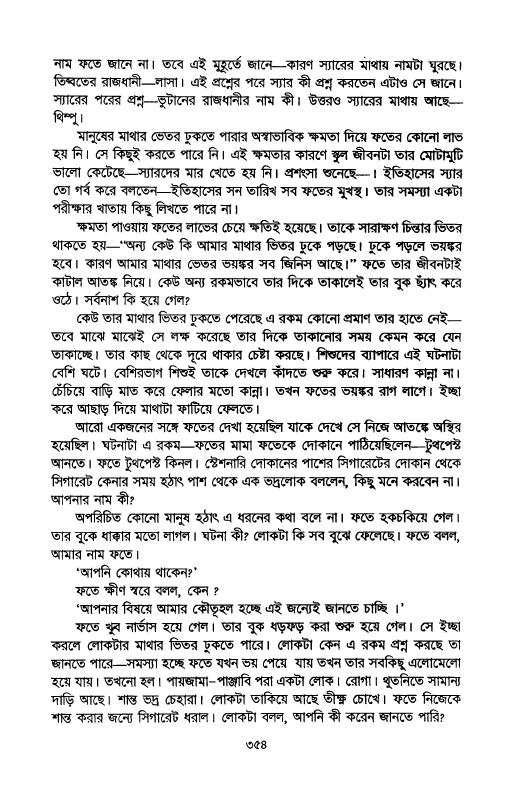 নাম ফতে জানে না। তবে এই মুহূর্তে জানে—কারণ স্যারের মাথায় নামটা ঘুরছে।
তিব্বতের রাজধানী—লাসা। এই প্রশ্নের পরে স্যার কী প্রশ্ন করতেন এটাও সে জানে।
স্যারের পরের প্রশ্ন—ভুটানের রাজধানীর নাম কী। উত্তরও স্যারের মাথায় আছে—
থিম্পু।
মানুষের মাথার ভেতর ঢুকতে পারার অস্বাভাবিক ক্ষমতা দিয়ে ফতের কোনো লাভ
হয় নি। সে কিছুই করতে পারে নি। এই ক্ষমতার কারণে স্কুল জীবনটা তার মোটামুটি
ভালো কেটেছে—স্যারদের মার খেতে হয় নি। প্রশংসা শুনেছে—। ইতিহাসের স্যার
তো গর্ব করে বলতেন—ইতিহাসের সন তারিখ সব ফতের মুখস্থ। তার সমস্যা একটা
পরীক্ষার খাতায় কিছু লিখতে পারে না।
ক্ষমতা পাওয়ায় ফতের লাভের চেয়ে ক্ষতিই হয়েছে। তাকে সারাক্ষণ চিন্তার ভিতর
থাকতে হয়—“অন্য কেউ কি আমার মাথার ভিতর ঢুকে পড়ছে। ঢুকে পড়লে ভয়ঙ্কর
হবে। কারণ আমার মাথার ভেতর ভয়ঙ্কর সব জিনিস আছে।” ফতে তার জীবনটাই
কাটাল আতঙ্ক নিয়ে। কেউ অন্য রকমভাবে তার দিকে তাকালেই তার বুক ছ্যাঁৎ করে
ওঠে। সর্বনাশ কি হয়ে গেল?
কেউ তার মাথার ভিতর ঢুকতে পেরেছে এ রকম কোনো প্রমাণ তার হাতে নেই—
তবে মাঝে মাঝেই সে লক্ষ করেছে তার দিকে তাকানোর সময় কেমন করে যেন
তাকাচ্ছে। তার কাছ থেকে দূরে থাকার চেষ্টা করছে। শিশুদের ব্যাপারে এই ঘটনাটা
বেশি ঘটে। বেশিরভাগ শিশুই তাকে দেখলে কাঁদতে শুরু করে। সাধারণ কান্না না।
চেঁচিয়ে বাড়ি মাত করে ফেলার মতো কান্না। তখন ফতের ভয়ঙ্কর রাগ লাগে। ইচ্ছা
করে আছাড় দিয়ে মাথাটা ফাটিয়ে ফেলতে।
আরো একজনের সঙ্গে ফতের দেখা হয়েছিল যাকে দেখে সে নিজে আতঙ্কে অস্থির
হয়েছিল। ঘটনাটা এ রকম—ফতের মামা ফতেকে দোকানে পাঠিয়েছিলেন—টুথপেস্ট
আনতে। ফতে টুথপেস্ট কিনল। স্টেশনারি দোকানের পাশের সিগারেটের দোকান থেকে
সিগারেট কেনার সময় হঠাৎ পাশ থেকে এক ভদ্রলোক বললেন, কিছু মনে করবেন না।
আপনার নাম কী?
অপরিচিত কোনো মানুষ হঠাৎ এ ধরনের কথা বলে না। ফতে হকচকিয়ে গেল।
তার বুকে ধাক্কার মতো লাগল। ঘটনা কী? লোকটা কি সব বুঝে ফেলেছে। ফতে বলল,
আমার নাম ফতে।
‘আপনি কোথায় থাকেন?’
ফতে ক্ষীণ স্বরে বলল, কেন ?
‘আপনার বিষয়ে আমার কৌতূহল হচ্ছে এই জন্যেই জানতে চাচ্ছি ।’
ফতে খুব নার্ভাস হয়ে গেল। তার বুক ধড়ফড় করা শুরু হয়ে গেল। সে ইচ্ছা
করলে লোকটার মাথার ভিতর ঢুকতে পারে। লোকটা কেন এ রকম প্রশ্ন করছে তা
জানতে পারে—সমস্যা হচ্ছে ফতে যখন ভয় পেয়ে যায় তখন তার সবকিছু এলোমেলো
হয়ে যায়। তখনো হল। পায়জামা-পাঞ্জাবি পরা একটা লোক। রোগা। থুতনিতে সামান্য
দাড়ি আছে। শান্ত ভদ্র চেহারা। লোকটা তাকিয়ে আছে তীক্ষ্ণ চোখে। ফতে নিজেকে
শান্ত করার জন্যে সিগারেট ধরাল। লোকটা বলল, আপনি কী করেন জানতে পারি?
৩৫৪